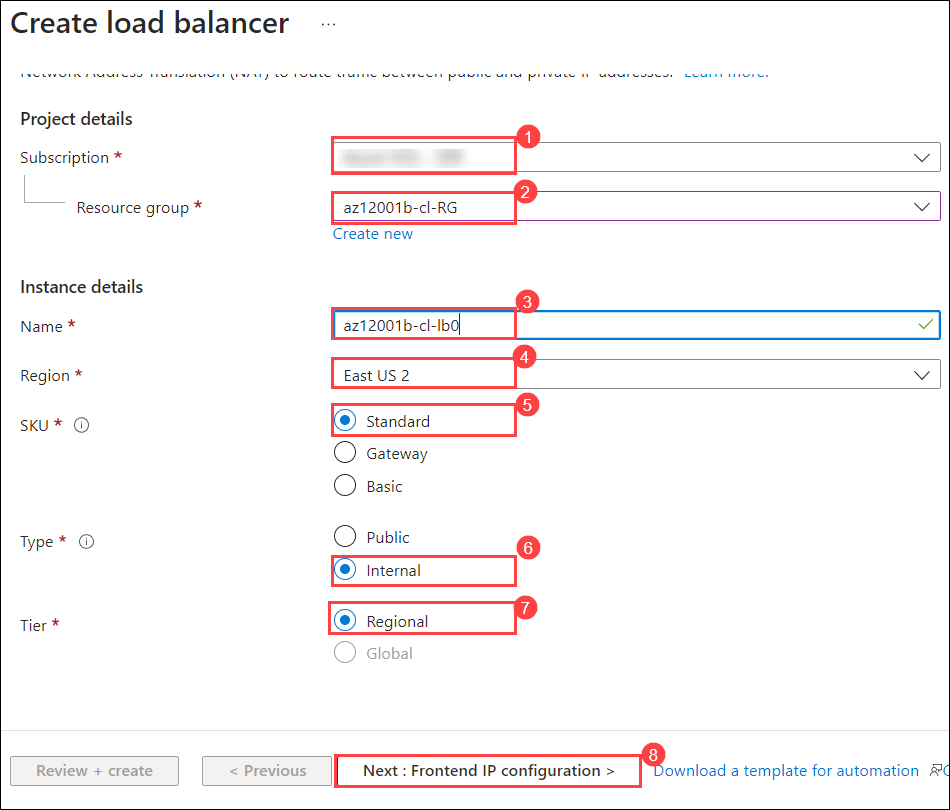 Create load balancer ...
Network Address Translation (NAT) to route traffic between public and private IP addresses. Learn more.
Project details
1
Subscription *
2
Resource group * az12001b-cl-RG
Create new
Instance details
3
Name * az12001b-cl-lb0
4
Region * East US 2
5
SKU * Standard
Gateway
Basic
Type * Public
6
Internal
7
Tier * Regional
Global
8
Review + create < Previous Next : Frontend IP configuration > Download a template for automation